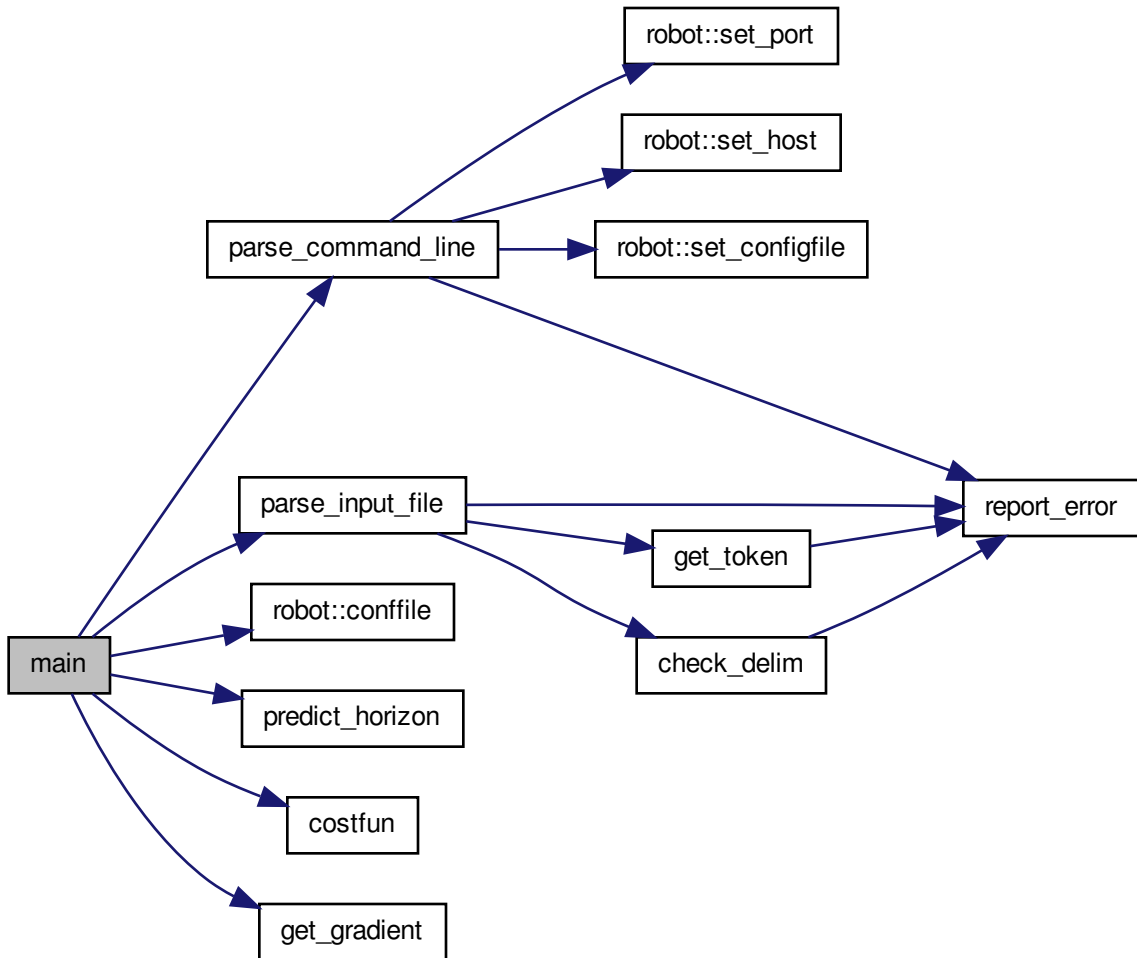 robot::set_port
robot::set_host
parse_command_line
robot::set_configfile
parse_input_file
report_error
get_token
robot::conffile
main
check_delim
predict_horizon
costfun
get_gradient